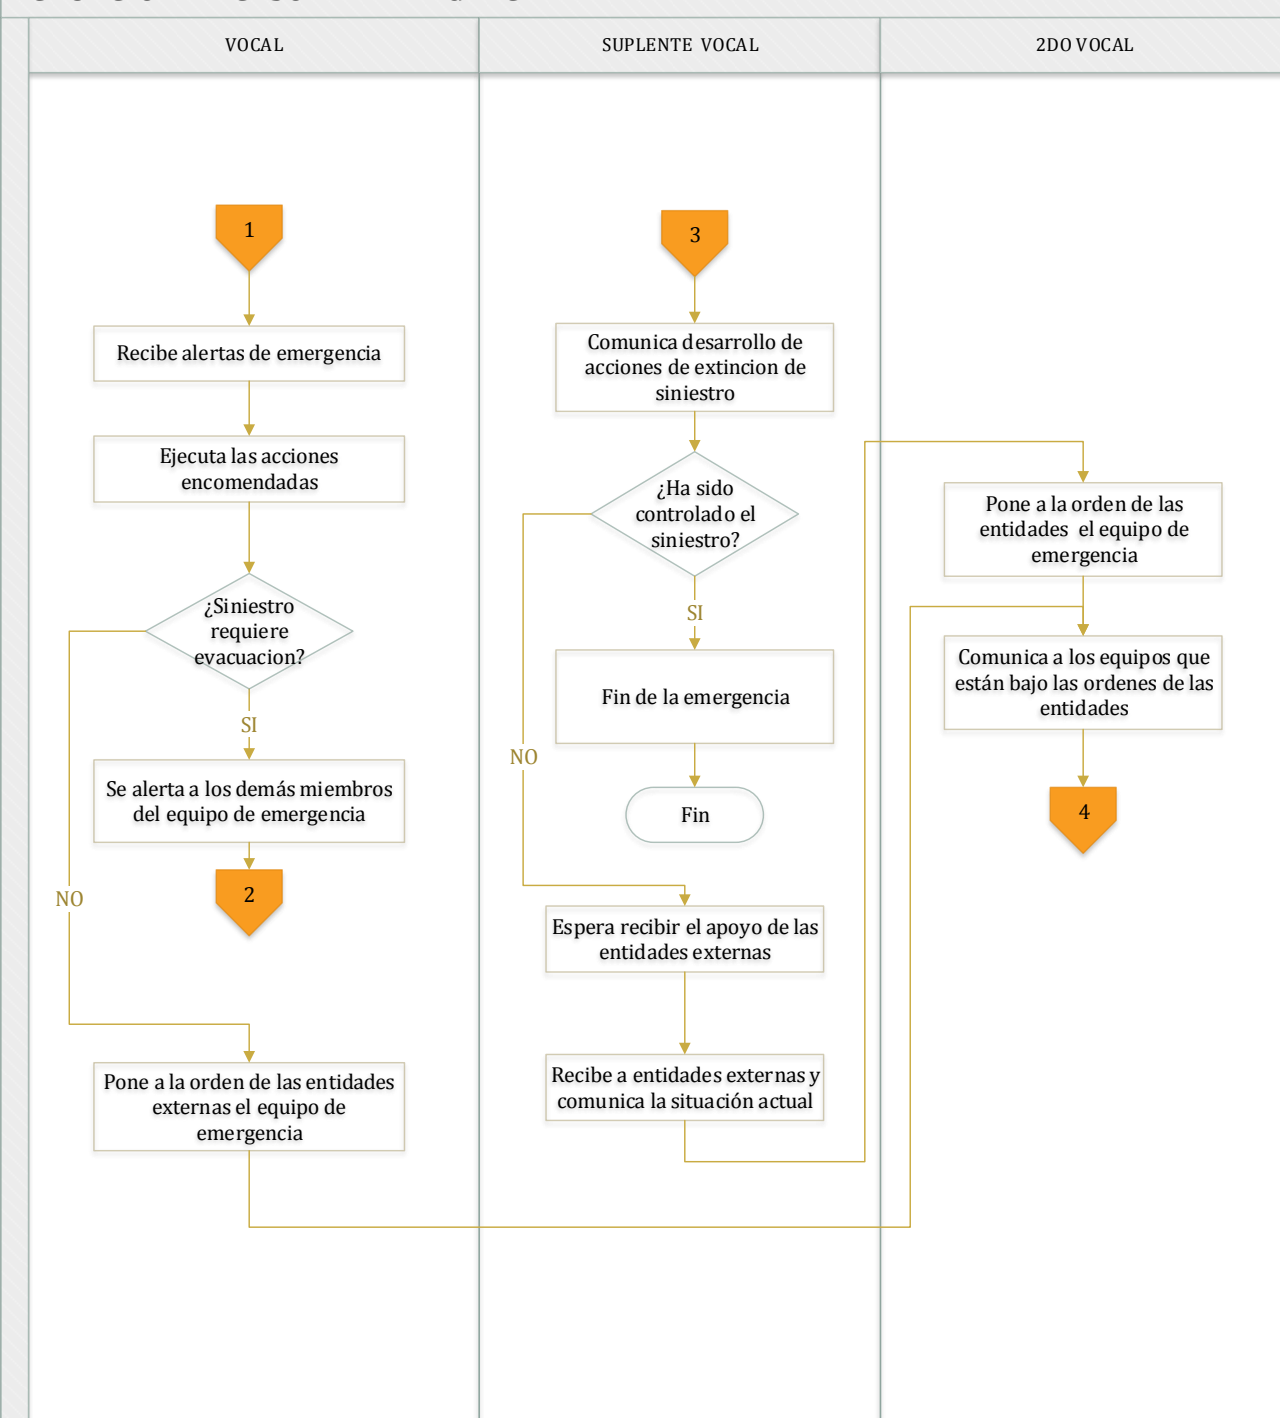 VOCAL
SUPLENTE VOCAL
2DO VOCAL
1
Recibe alertas de emergencia
Ejecuta las acciones
encomendadas
¿Siniestro
requiere
evacuacion?
SI
Se alerta a los demás miembros
del equipo de emergencia
2
NO
Pone a la orden de las entidades
externas el equipo de
emergencia
3
Comunica desarrollo de
acciones de extincion de
siniestro
¿Ha sido
controlado el
siniestro?
SI
Fin de la emergencia
NO
Fin
Espera recibir el apoyo de las
entidades externas
Recibe a entidades externas y
comunica la situación actual
Pone a la orden de las
entidades el equipo de
emergencia
Comunica a los equipos que
están bajo las ordenes de las
entidades
4